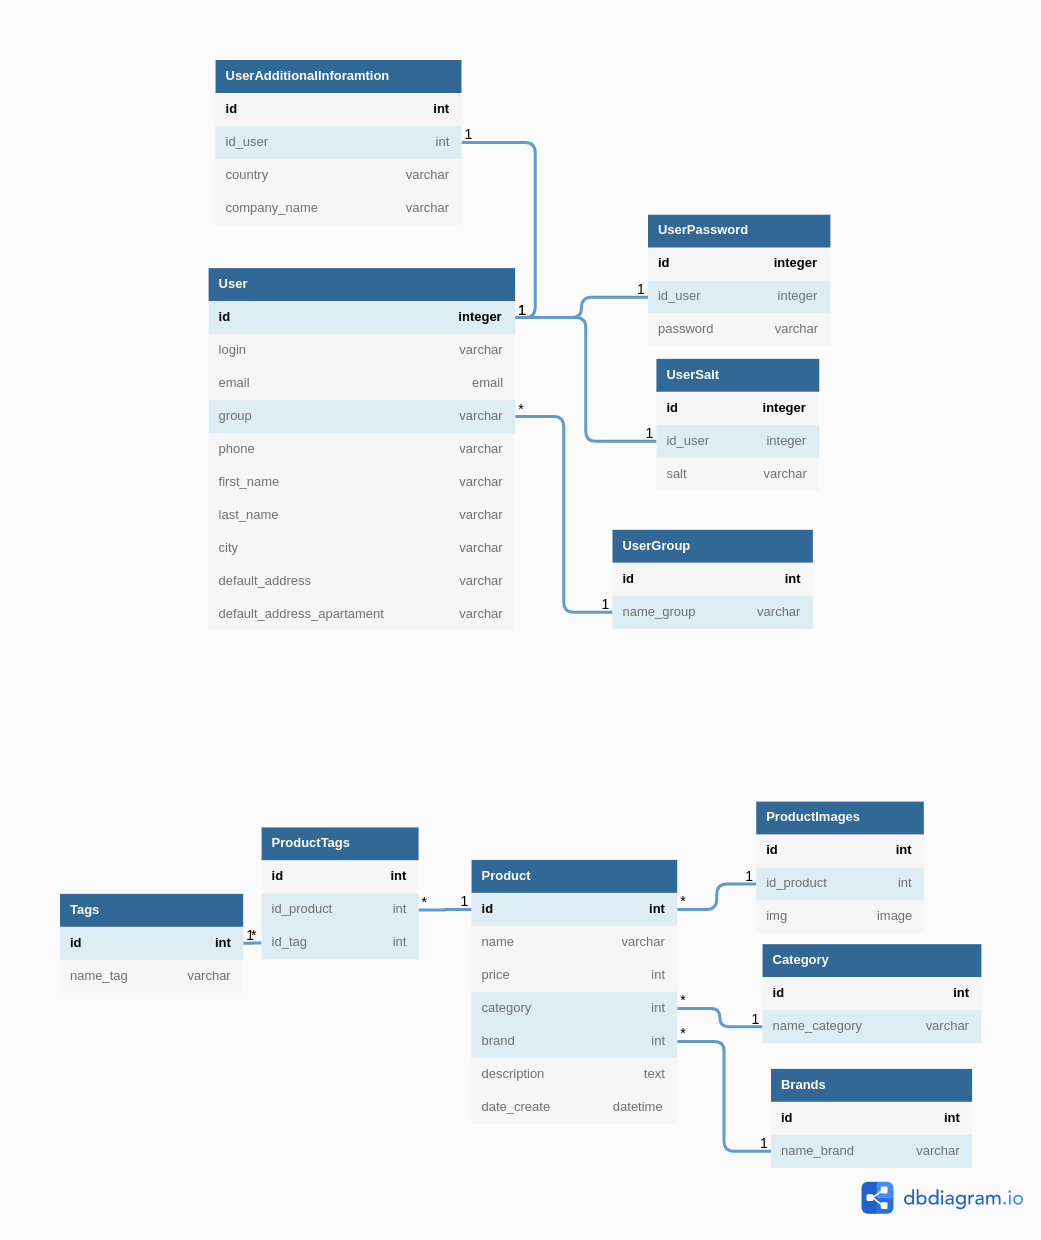 UserAdditionalInforamtion
id int
id_user int 1
country varchar
company_name varchar
UserPassword
id integer
1 id_user integer
password varchar
User
id integer 1
login varchar
email email
group varchar *
phone varchar
first_name varchar
last_name varchar
city varchar
default_address varchar
default_address_apartament varchar
UserSalt
id integer
1 id_user integer
salt varchar
UserGroup
id int
1 name_group varchar
ProductImages
id int
1 id_product int
img image
ProductTags
id int
id_product int *
* id_tag int
Product
1 id int *
name varchar
price int
category int *
brand int *
description text
date_create datetime
Tags
id int 1
name_tag varchar
Category
id int
1 name_category varchar
Brands
id int
1 name_brand varchar
dbdiagram.io